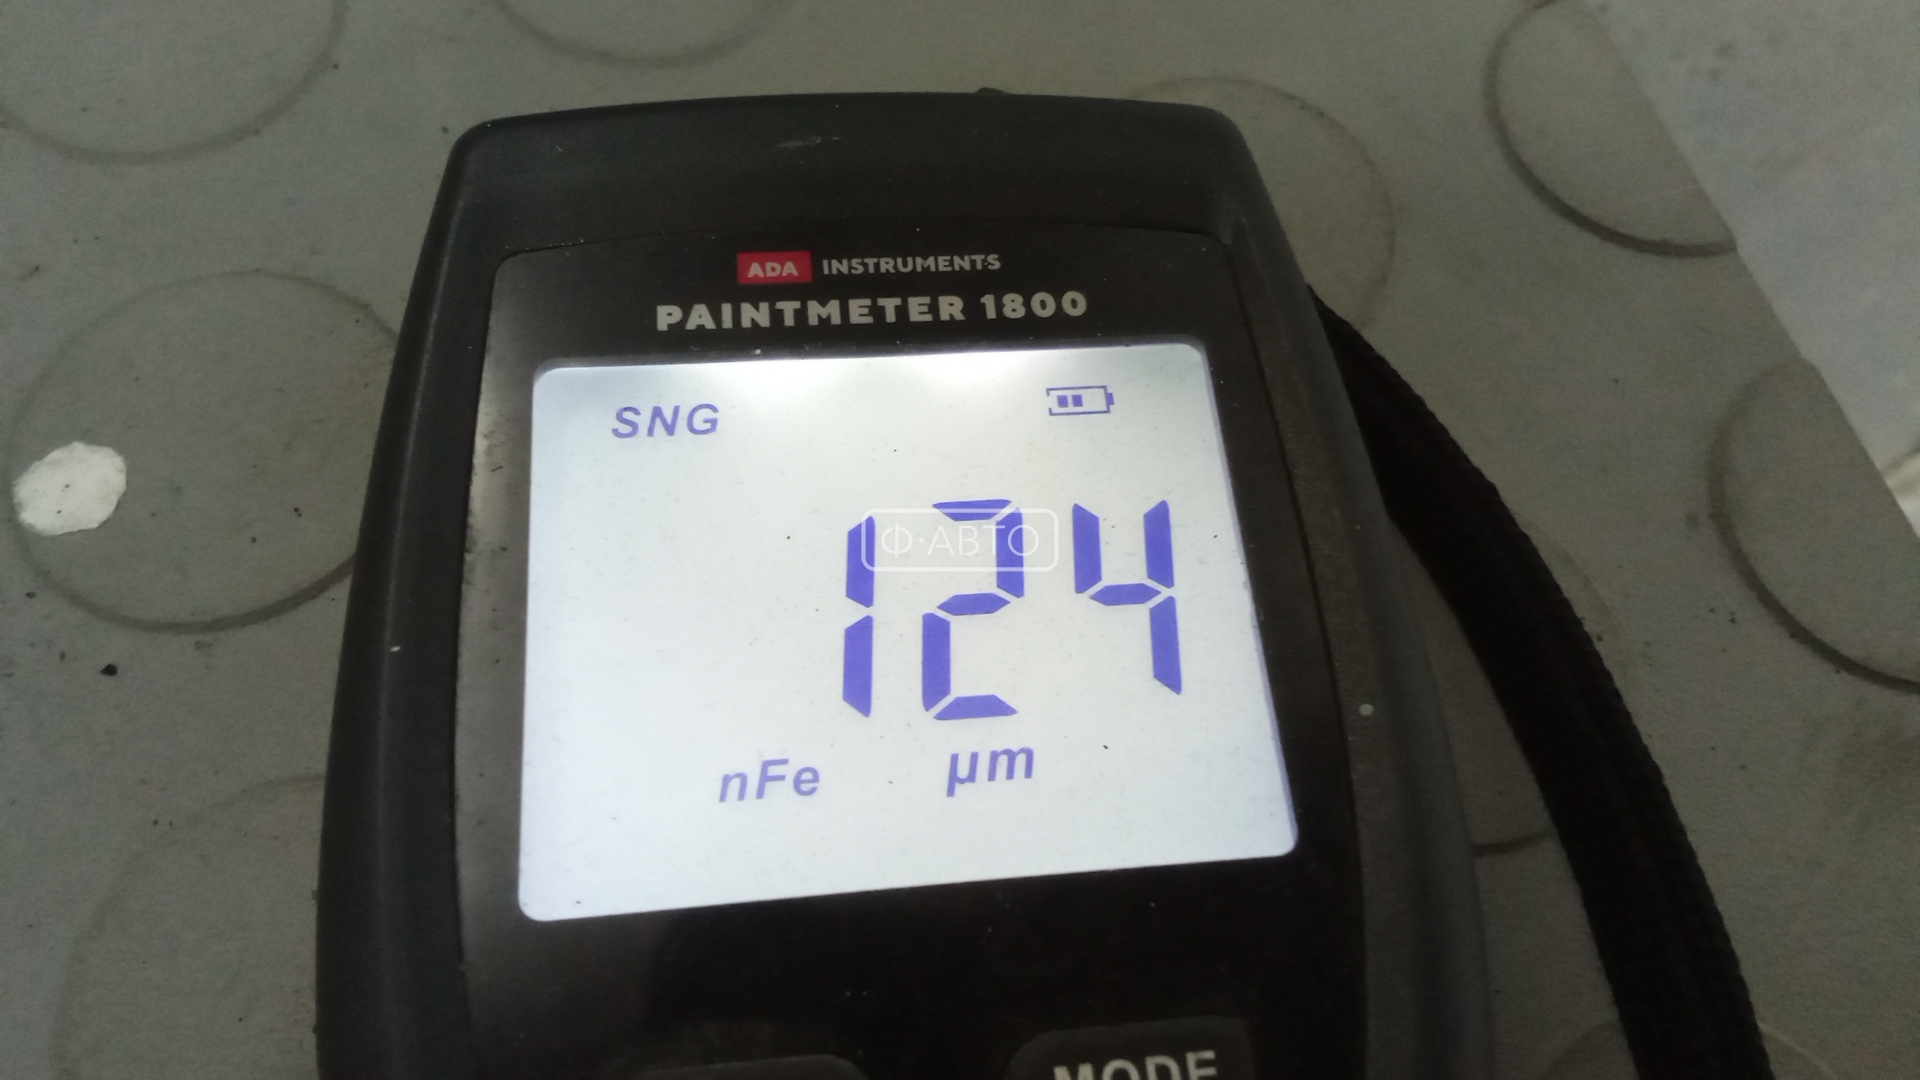 ADA INSTRUMENTS
PAINTMETER 1800
SNG
124
Ф·АВТО
nFe µm
MODE